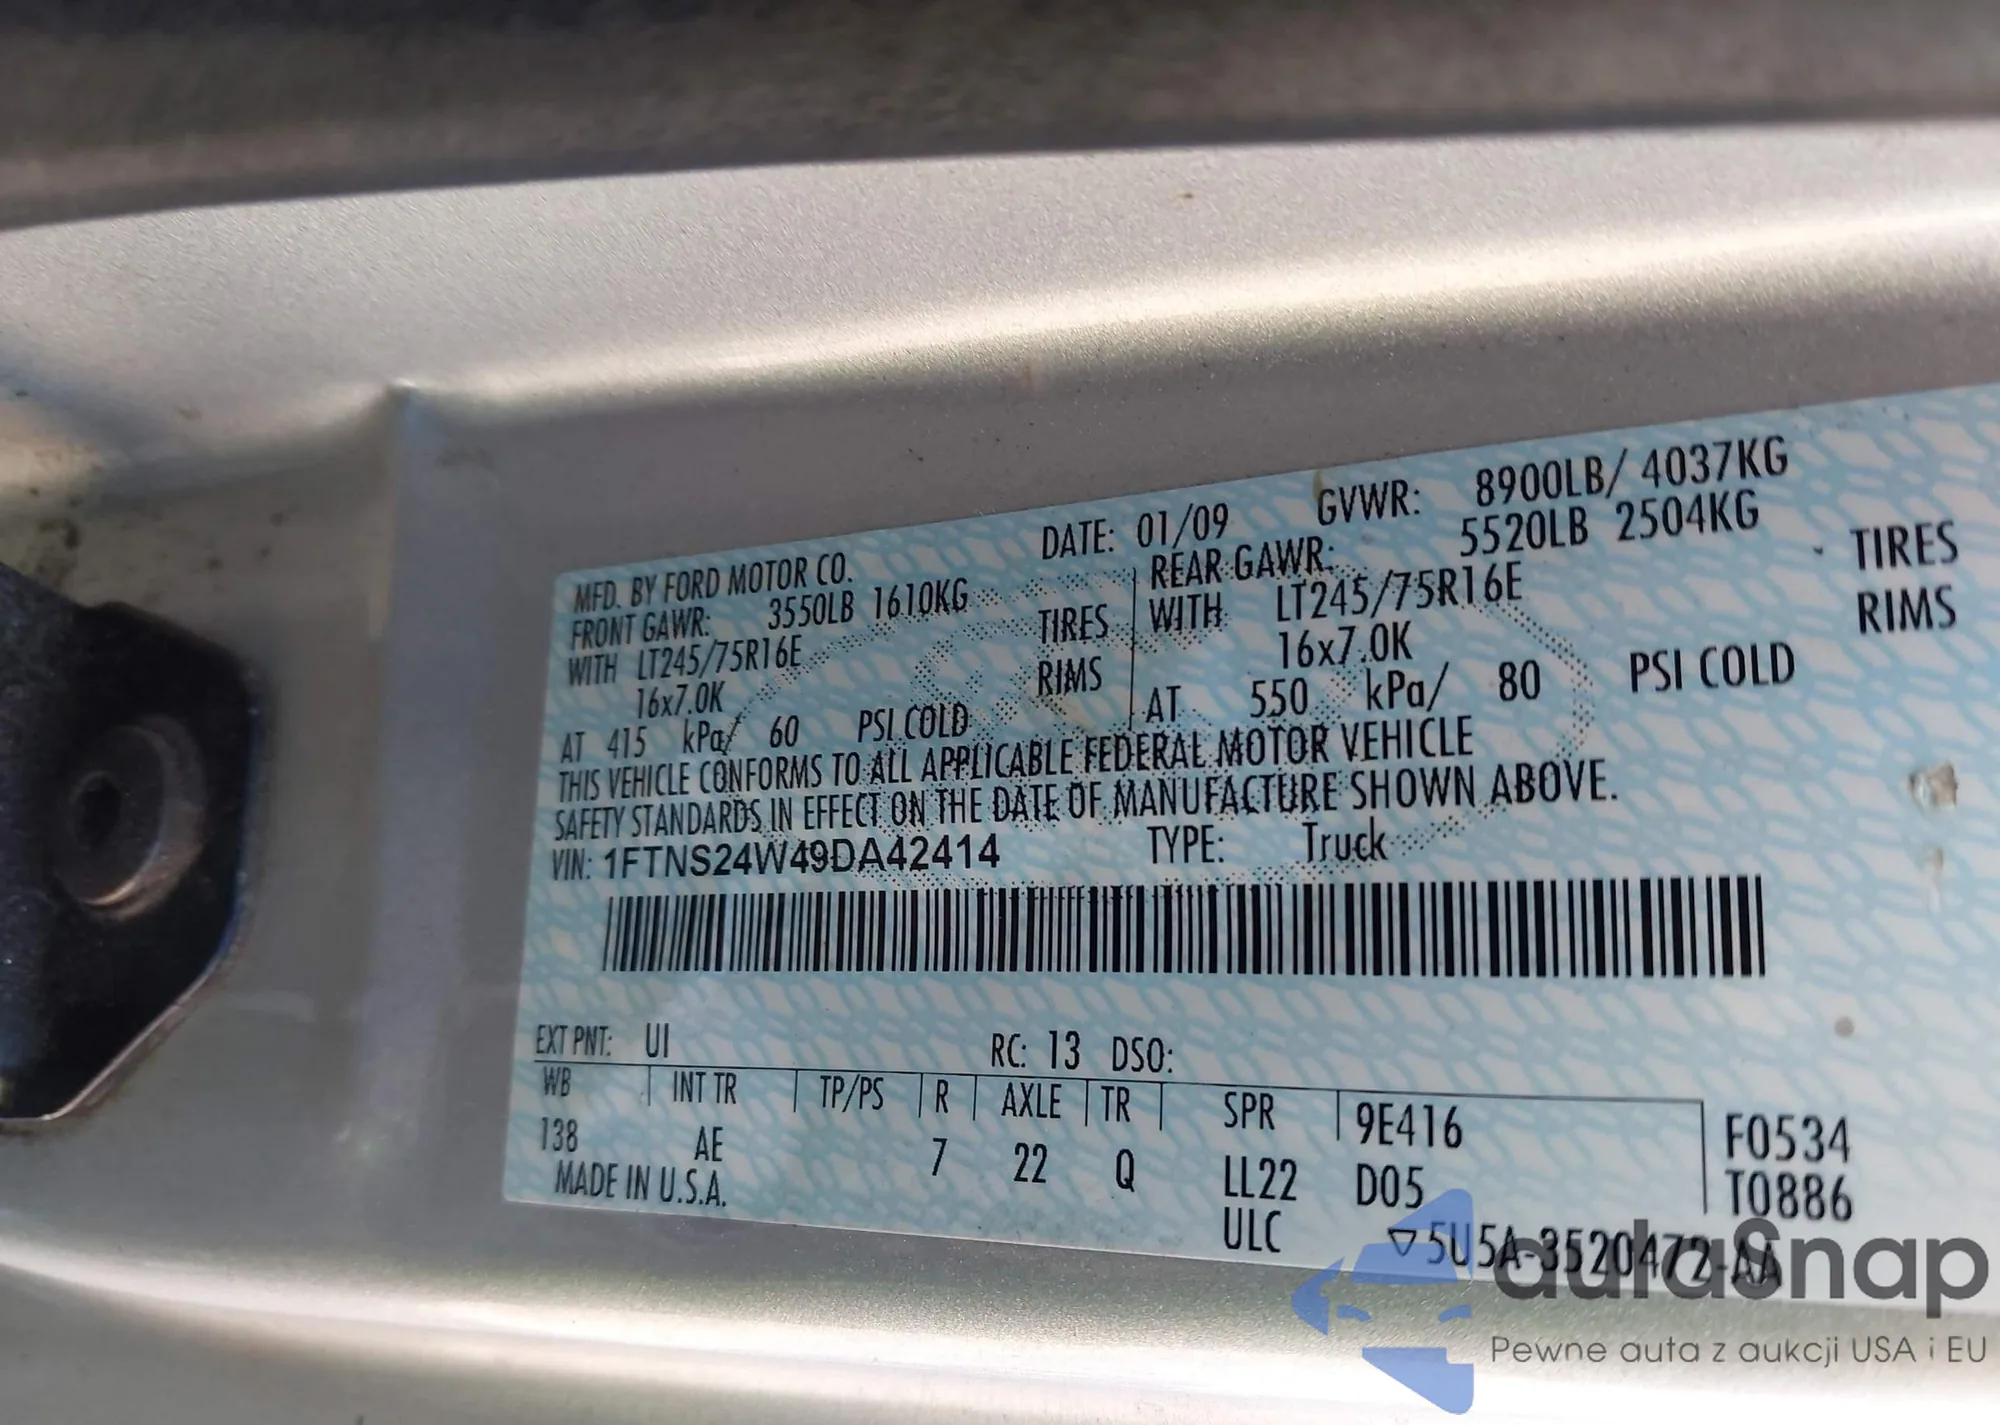 MFD. BY FORD MOTOR CO. DATE: 01/09 GVWR: 8900LB/ 4037KG
FRONT GAWR: 3550LB 1610KG REAR GAWR: 5520LB 2504KG
WITH LT245/75R16E TIRES WITH LT245/75R16E TIRES
16x7.0K RIMS 16x7.0K RIMS
AT 415 kPa/ 60 PSI COLD AT 550 kPa/ 80 PSI COLD
THIS VEHICLE CONFORMS TO ALL APPLICABLE FEDERAL MOTOR VEHICLE
SAFETY STANDARDS IN EFFECT ON THE DATE OF MANUFACTURE SHOWN ABOVE.
VIN: 1FTNS24W49DA42414 TYPE: Truck
EXT PNT: UI RC: 13 DSO:
WB INT TR TP/PS R AXLE TR SPR 9E416 F0534
138 AE 7 22 Q LL22 D05 T0886
MADE IN U.S.A. ULC ▽5U5A-3520472-AA
autaSnap
Pewne auta z aukcji USA i EU